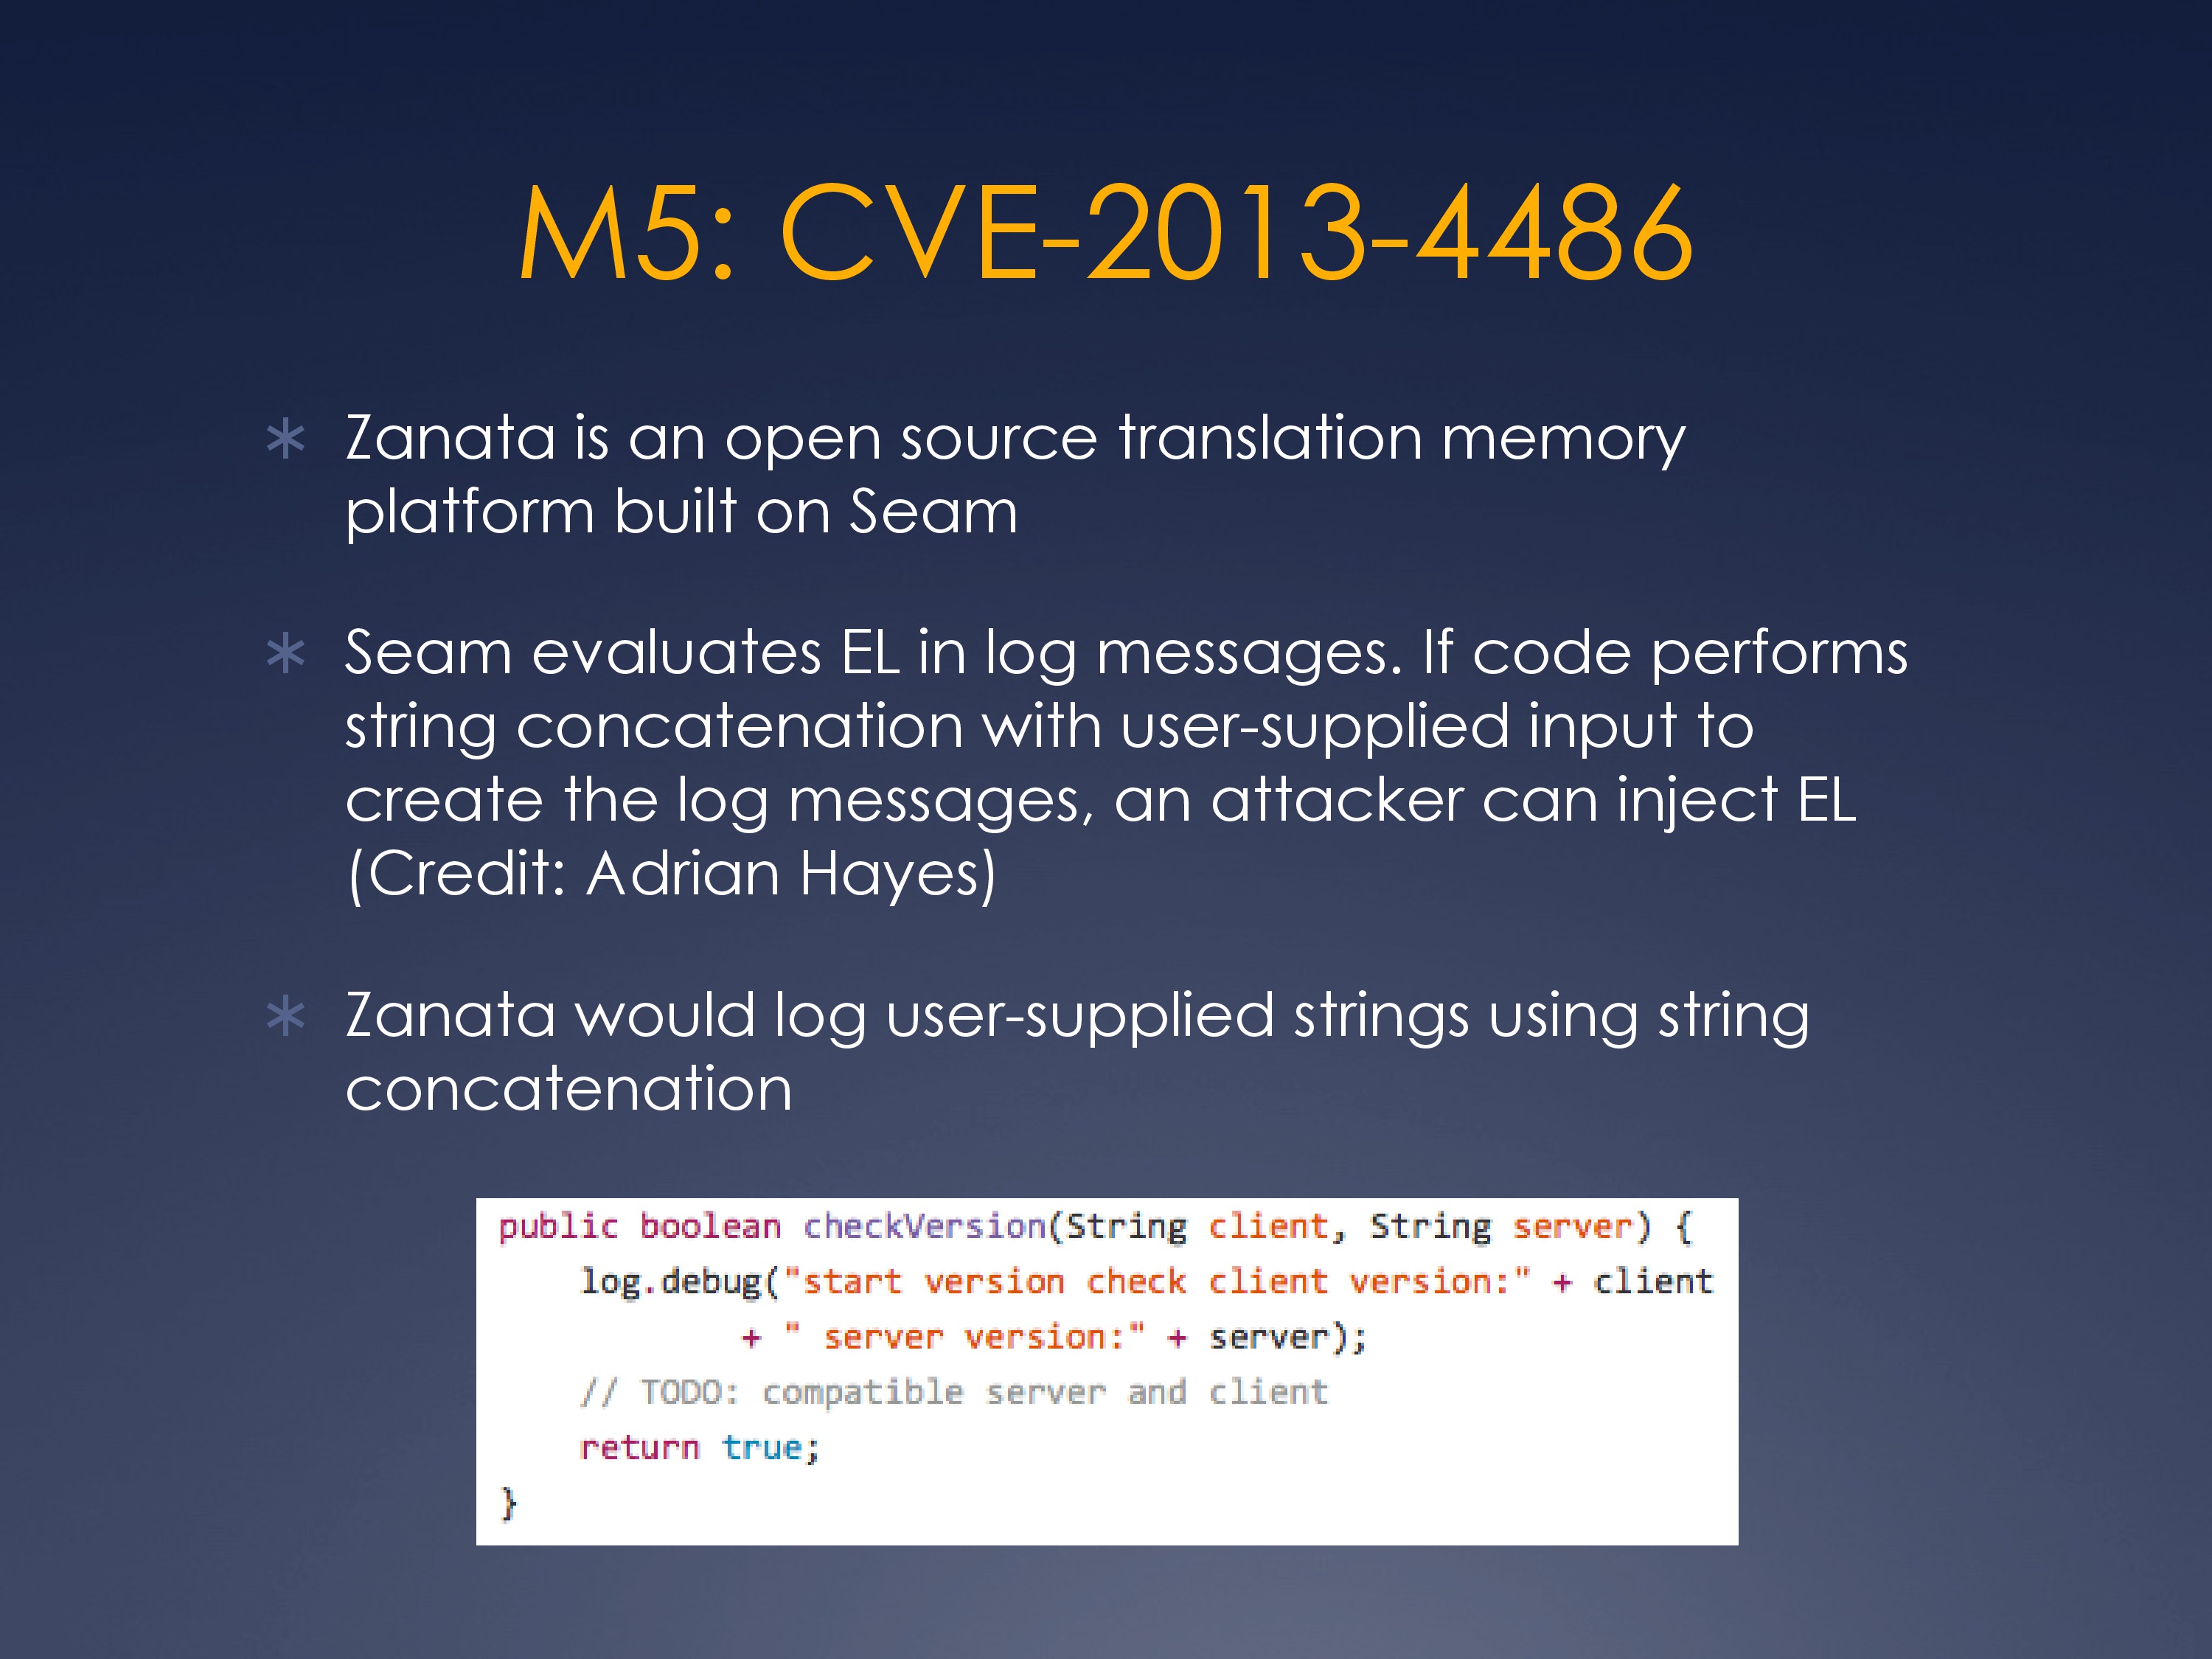 M5: CVE-2013-4486
* Zanata is an open source translation memory
platform built on Seam
* Seam evaluates EL in log messages. If code performs
string concatenation with user-supplied input to
create the log messages, an attacker can inject EL
(Credit: Adrian Hayes)
* Zanata would log user-supplied strings using string
concatenation
public boolean checkVersion(String client, String server) {
    log.debug("start version check client version:" + client
            + " server version:" + server);
    // TODO: compatible server and client
    return true;
}